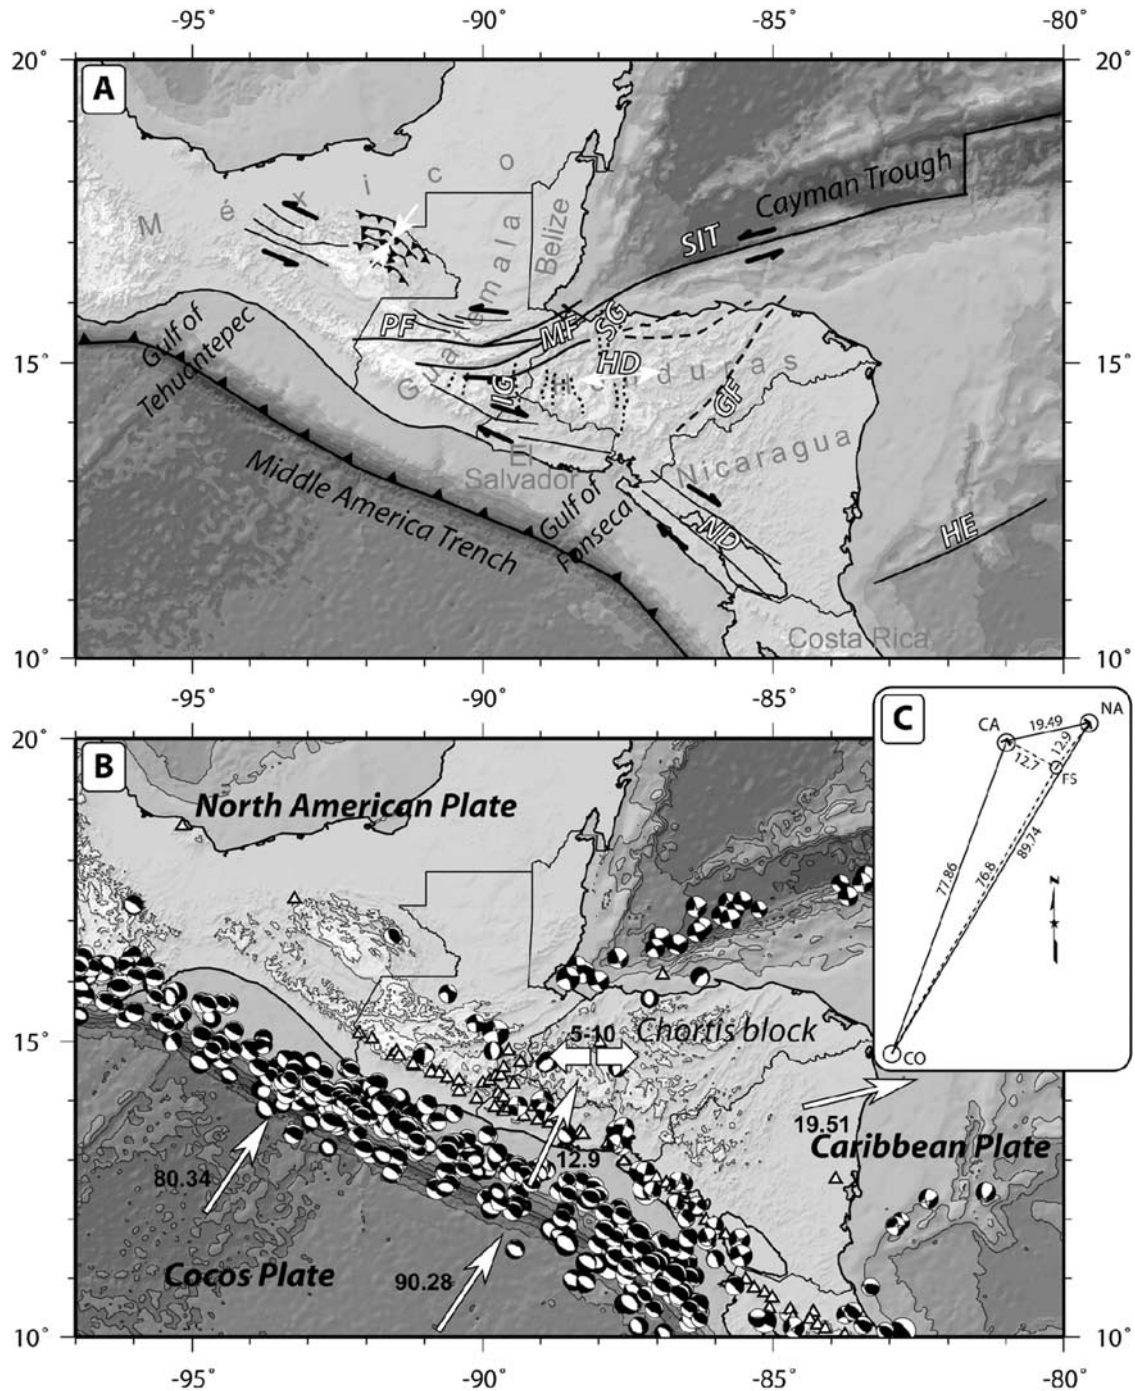 -95° -90° -85° -80°
20° 20°
A
México
Cayman Trough
SIT
Guatemala
Belize
Gulf of
Tehuantepec
PF
MF
SG
15° 15°
HD
Honduras
IG
GF
El
Salvador
Nicaragua
Middle America Trench
Gulf of
Fonseca
ND
HE
Costa Rica
10° 10°
-95° -90° -85°
C
NA
CA
19.49
12.9
12.7
FS
77.86
76.8
89.74
z
CO
20°
B
North American Plate
15°
5-10
Chortis block
19.51
Caribbean Plate
80.34
12.9
Cocos Plate
90.28
10° 10°
-95° -90° -85° -80°